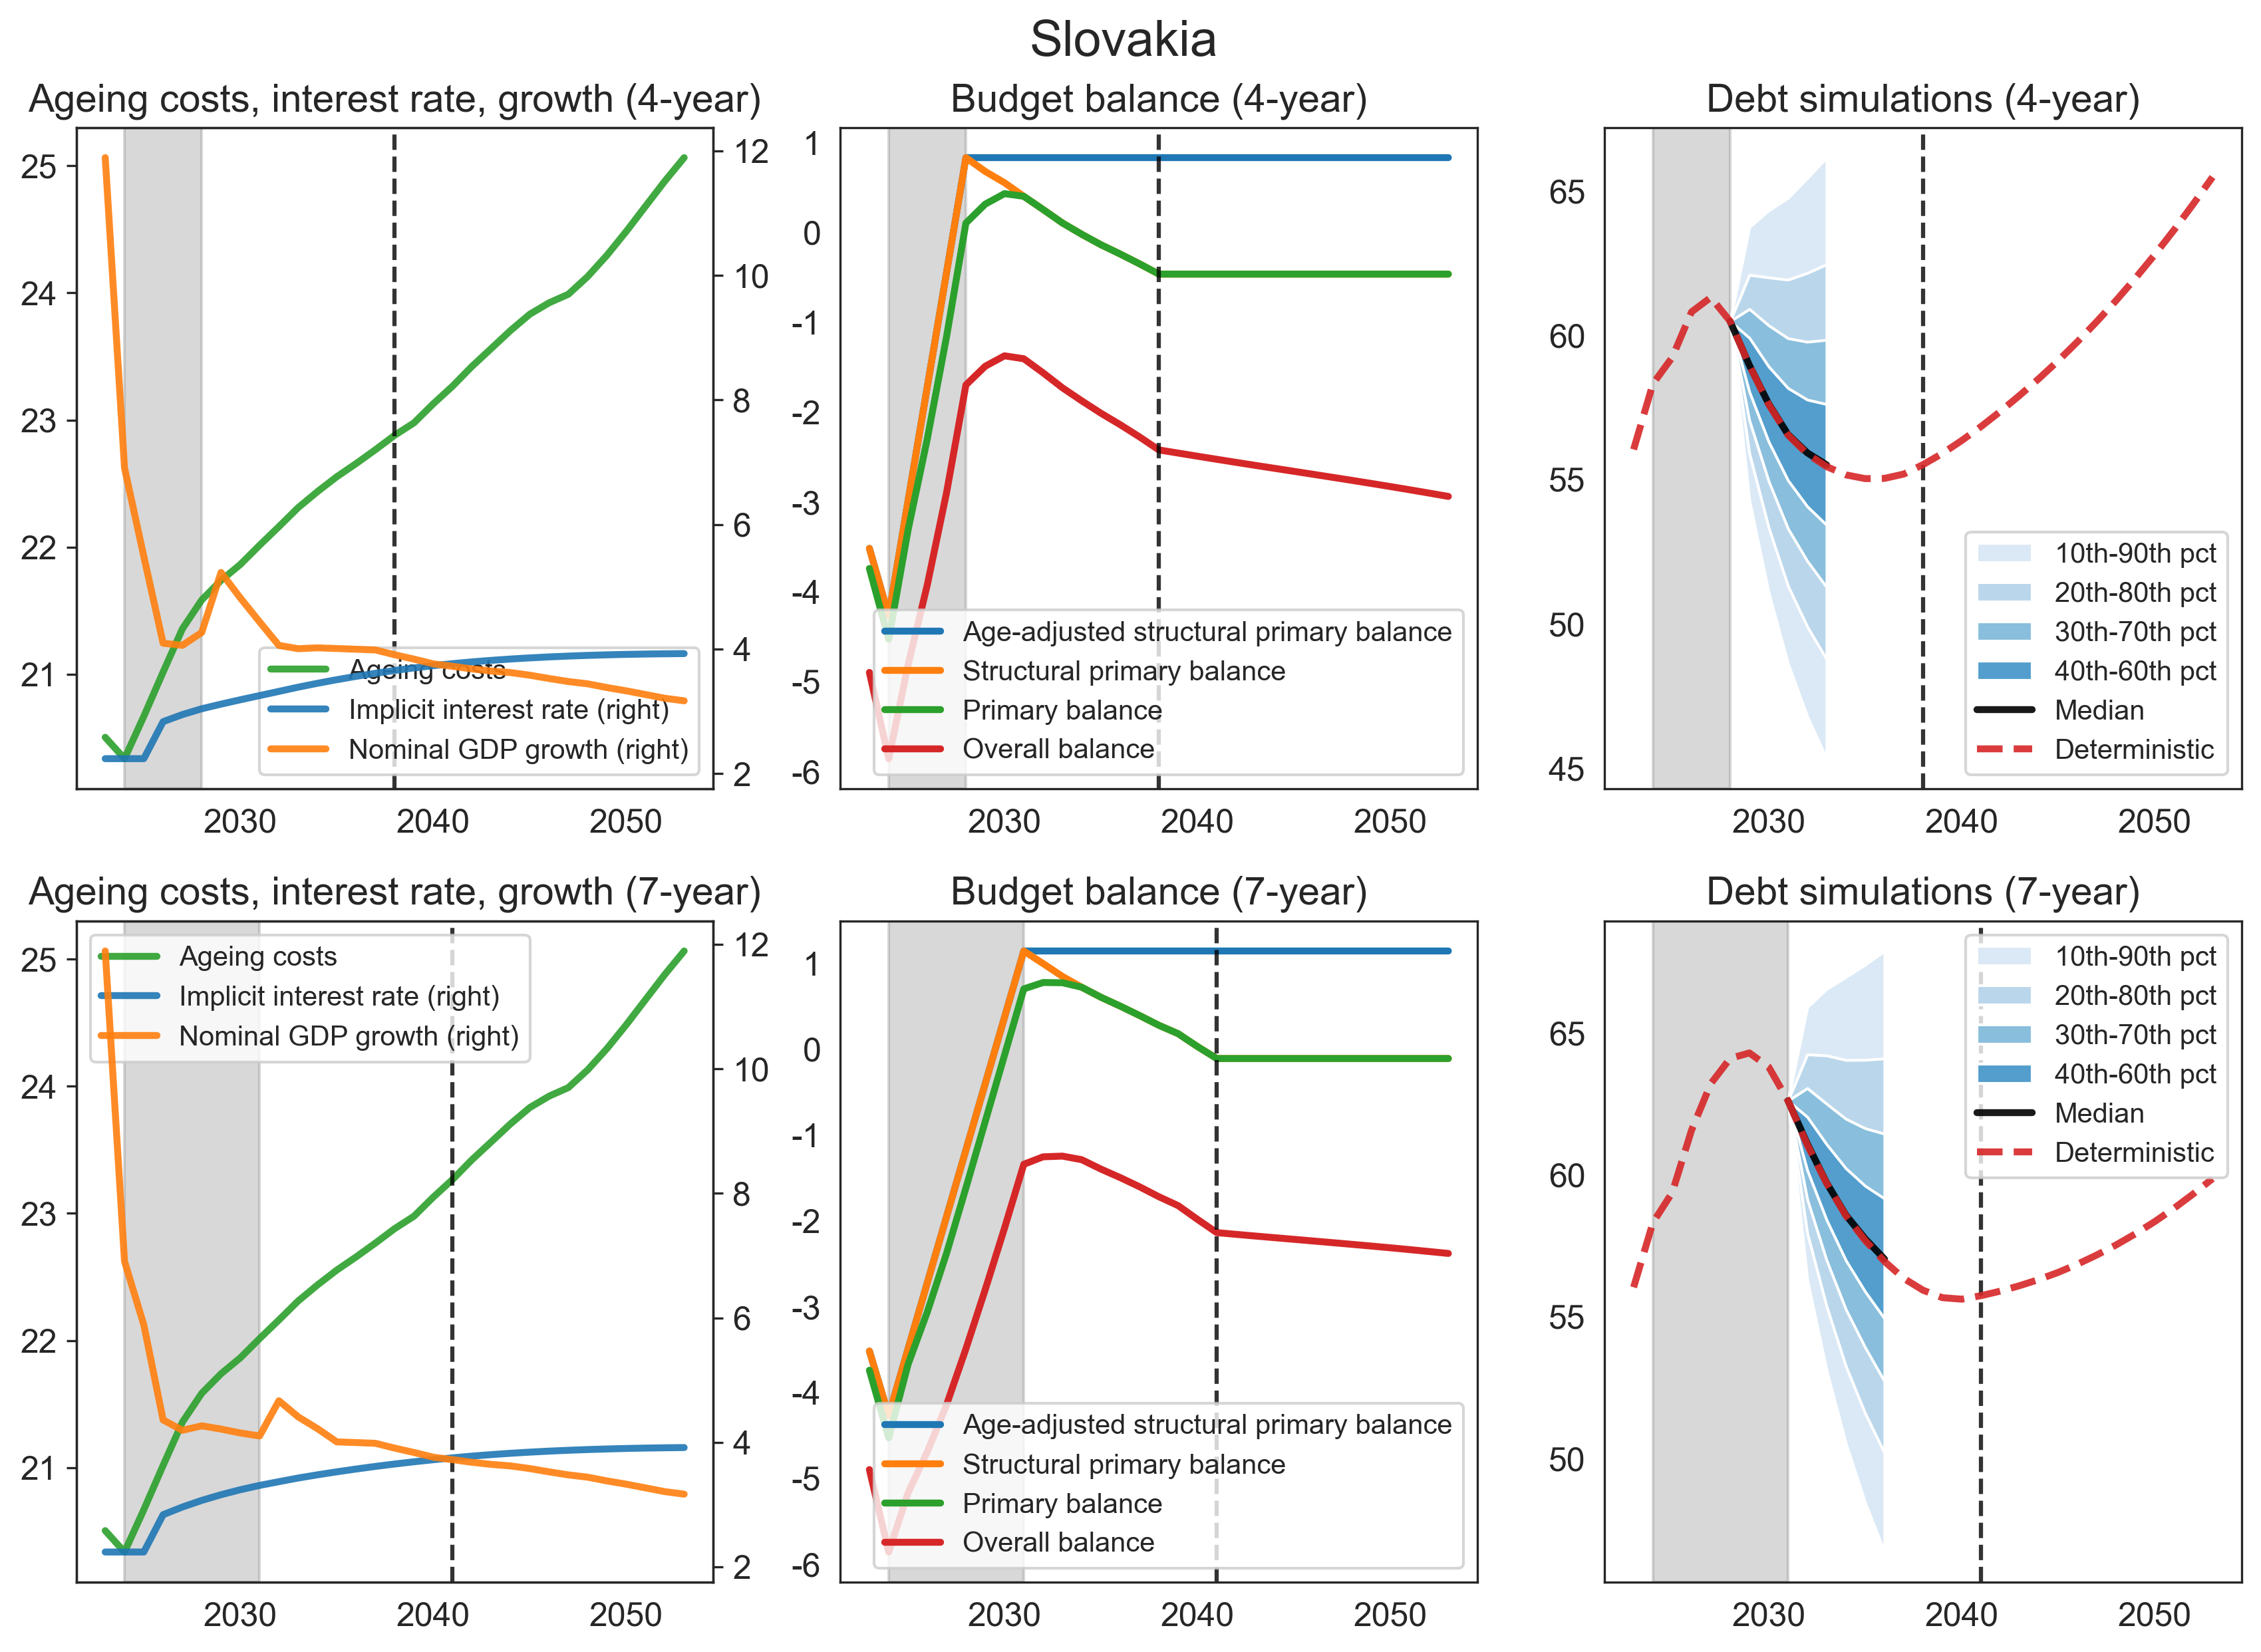 Slovakia
Ageing costs, interest rate, growth (4-year)
25
24
23
22
21
12
10
8
6
4
2
2030
2040
2050
Ageing costs
Implicit interest rate (right)
Nominal GDP growth (right)
Budget balance (4-year)
1
0
-1
-2
-3
-4
-5
-6
2030
2040
2050
Age-adjusted structural primary balance
Structural primary balance
Primary balance
Overall balance
Debt simulations (4-year)
65
60
55
50
45
2030
2040
2050
10th-90th pct
20th-80th pct
30th-70th pct
40th-60th pct
Median
Deterministic
Ageing costs, interest rate, growth (7-year)
25
24
23
22
21
12
10
8
6
4
2
2030
2040
2050
Ageing costs
Implicit interest rate (right)
Nominal GDP growth (right)
Budget balance (7-year)
1
0
-1
-2
-3
-4
-5
-6
2030
2040
2050
Age-adjusted structural primary balance
Structural primary balance
Primary balance
Overall balance
Debt simulations (7-year)
65
60
55
50
2030
2040
2050
10th-90th pct
20th-80th pct
30th-70th pct
40th-60th pct
Median
Deterministic